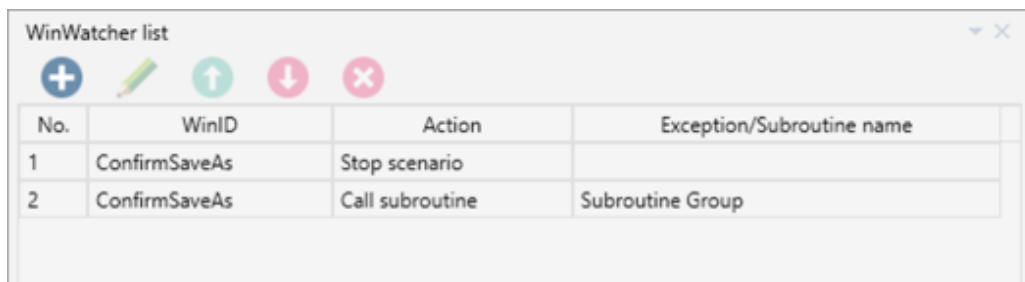 WinWatcher list
No. WinID Action Exception/Subroutine name
1 ConfirmSaveAs Stop scenario
2 ConfirmSaveAs Call subroutine Subroutine Group